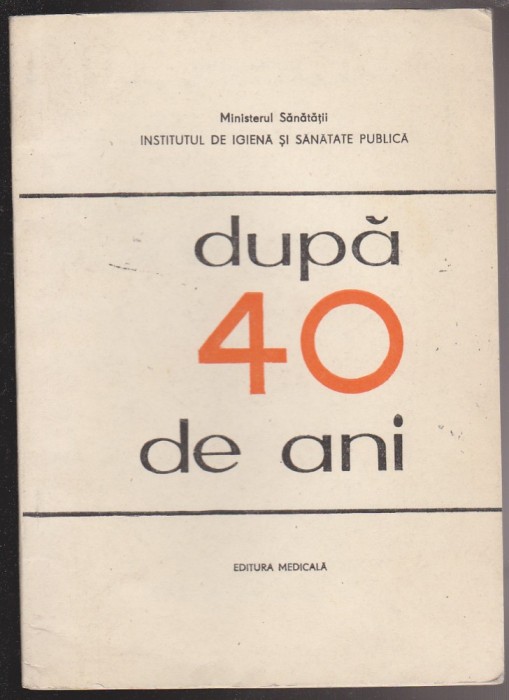 Ministerul Sănătății
INSTITUTUL DE IGIENĂ ȘI SĂNĂTATE PUBLICĂ
după
40
de ani
EDITURA MEDICALĂ